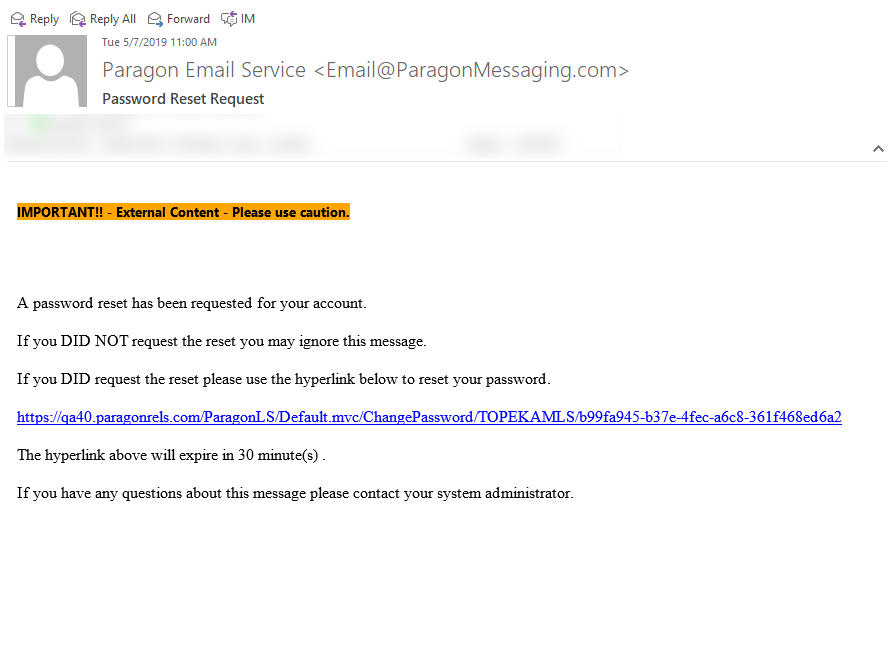 Reply Reply All Forward IM
Tue 5/7/2019 11:00 AM
Paragon Email Service <Email@ParagonMessaging.com>
Password Reset Request
IMPORTANT!! - External Content - Please use caution.
A password reset has been requested for your account.
If you DID NOT request the reset you may ignore this message.
If you DID request the reset please use the hyperlink below to reset your password.
https://qa40.paragonrels.com/ParagonLS/Default.mvc/ChangePassword/TOPEKAMLS/b99fa945-b37e-4fec-a6c8-361f468ed6a2
The hyperlink above will expire in 30 minute(s) .
If you have any questions about this message please contact your system administrator.